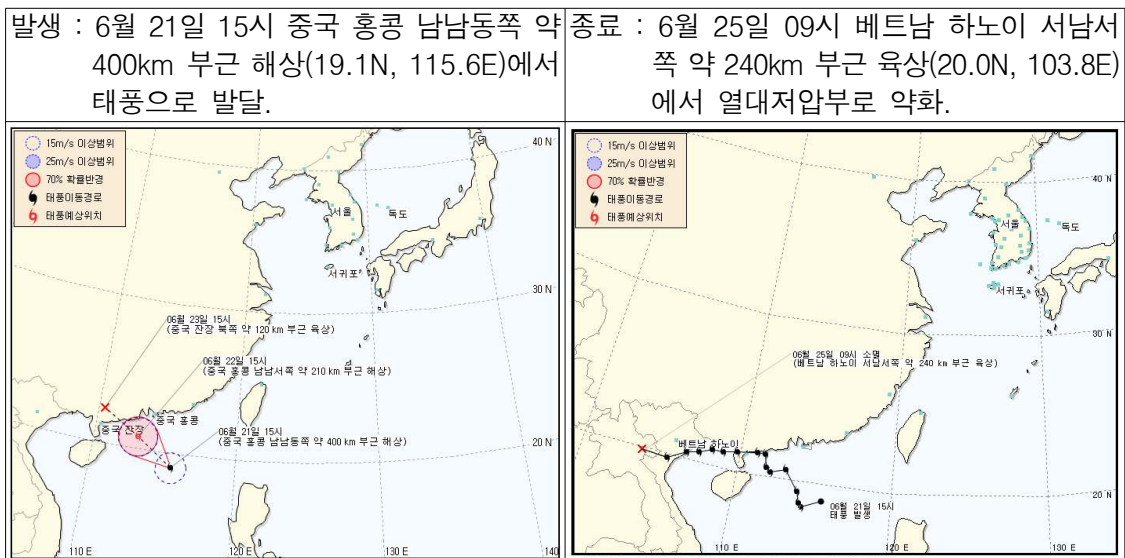 발생 : 6월 21일 15시 중국 홍콩 남남동쪽 약
400km 부근 해상(19.1N, 115.6E)에서
태풍으로 발달.
종료 : 6월 25일 09시 베트남 하노이 서남서
쪽 약 240km 부근 육상(20.0N, 103.8E)
에서 열대저압부로 약화.
15m/s 이상범위
25m/s 이상범위
70% 확률반경
태풍이동경로
태풍예상위치
40 N
서울
독도
서귀포
30 N
06월 23일 15시
(중국 잔장 북쪽 약 120 km 부근 육상)
06월 22일 15시
(중국 홍콩 남남서쪽 약 210 km 부근 해상)
중국 홍콩
중국 잔장
06월 21일 15시
(중국 홍콩 남남동쪽 약 400 km 부근 해상)
20 N
110 E
120 E
130 E
140
15m/s 이상범위
25m/s 이상범위
70% 확률반경
태풍이동경로
태풍예상위치
40 N
서울
독도
서귀포
30 N
06월 25일 09시 소멸
(베트남 하노이 서남서쪽 약 240 km 부근 육상)
베트남 하노이
06월 21일 15시
태풍 발생
20 N
110 E
120 E
130 E